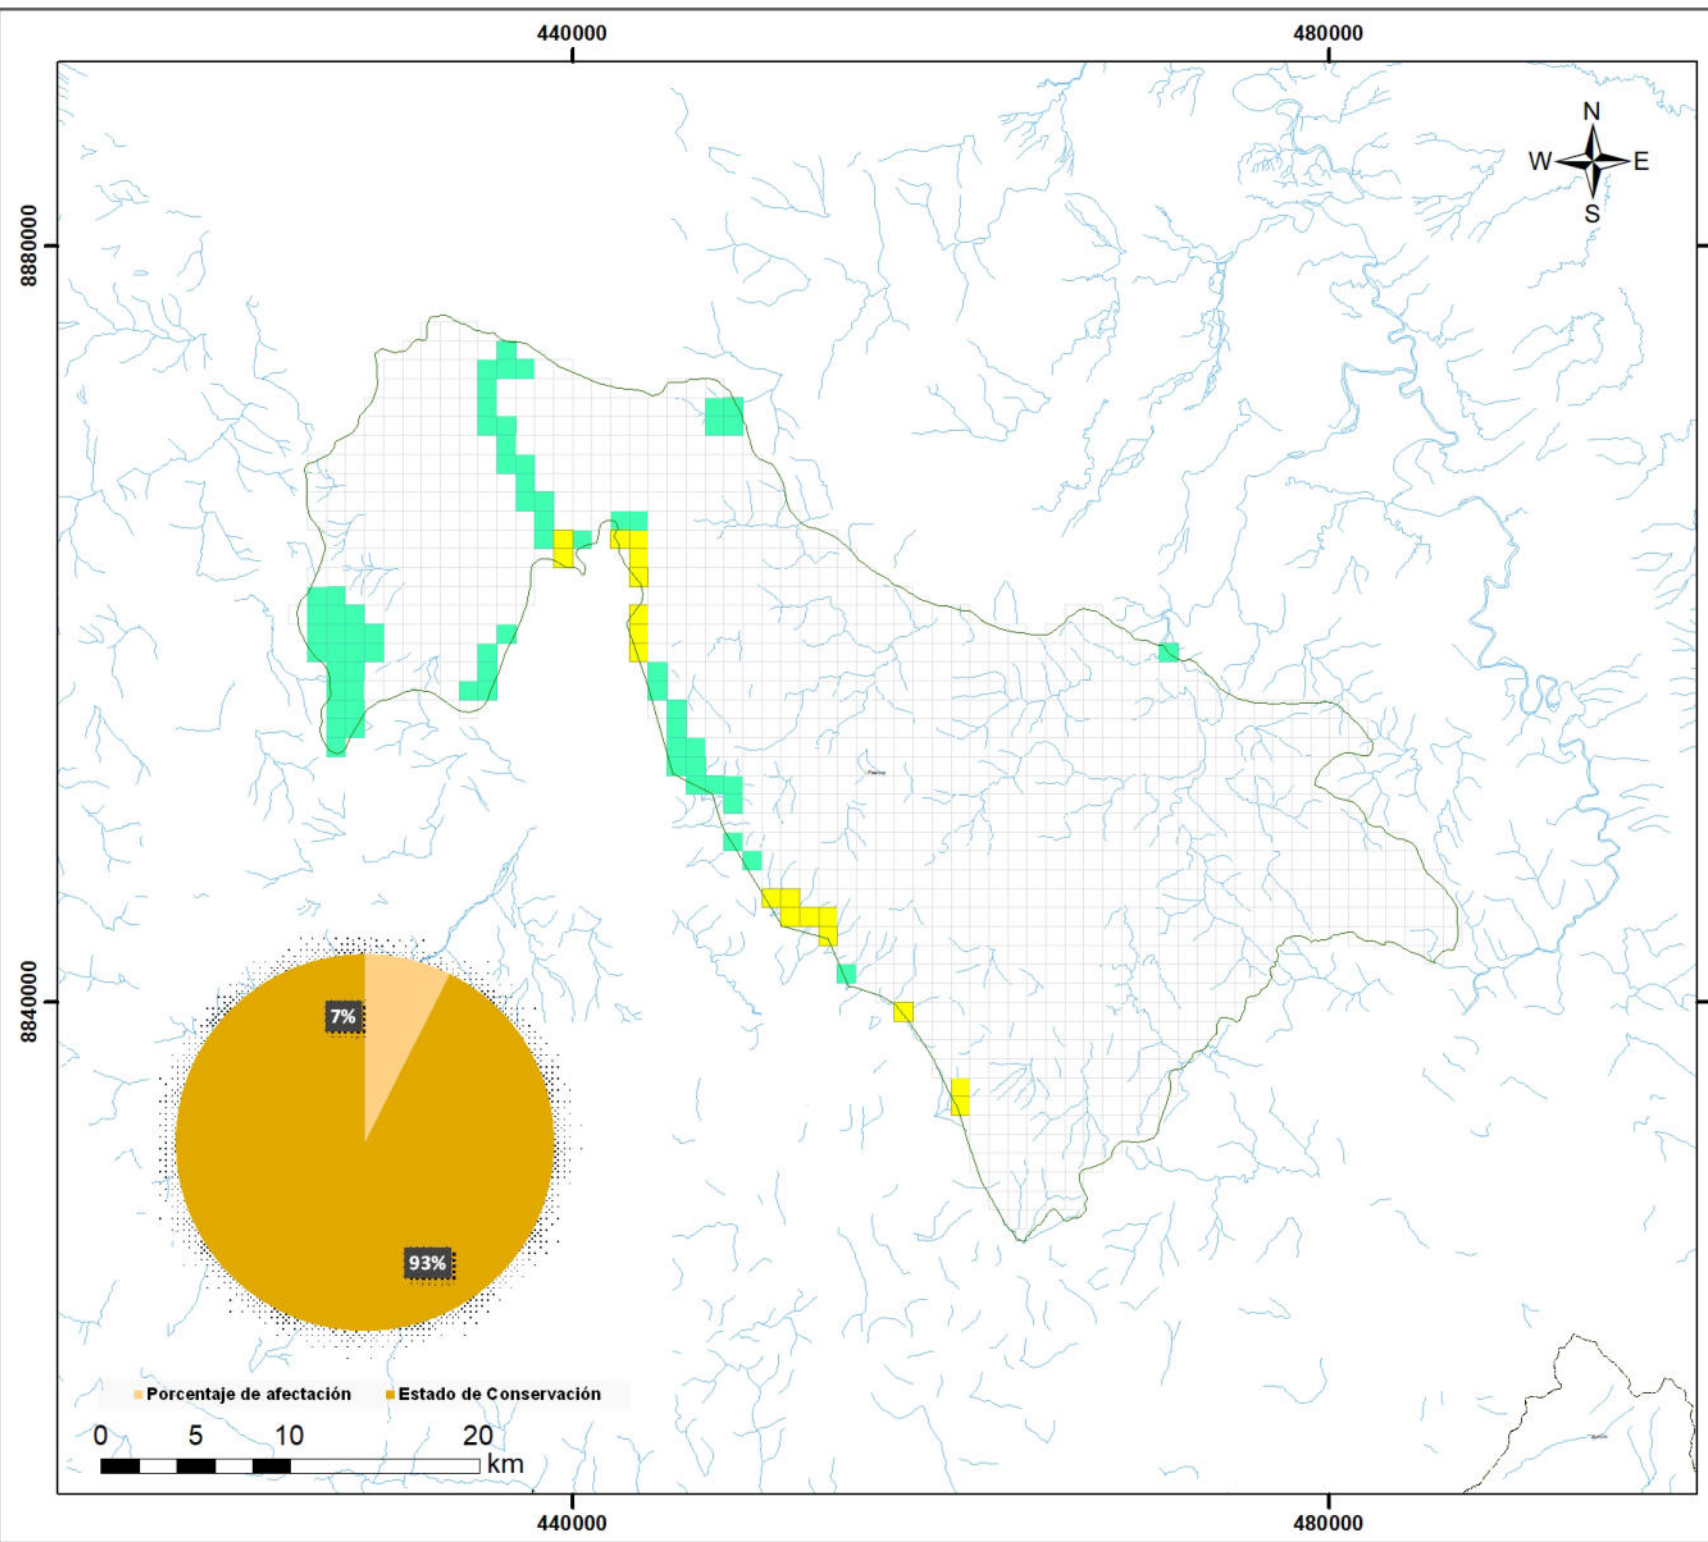 440000 480000
N
W E
S
8880000
8840000
7%
93%
Porcentaje de afectación Estado de Conservación
0 5 10 20
km
440000 480000